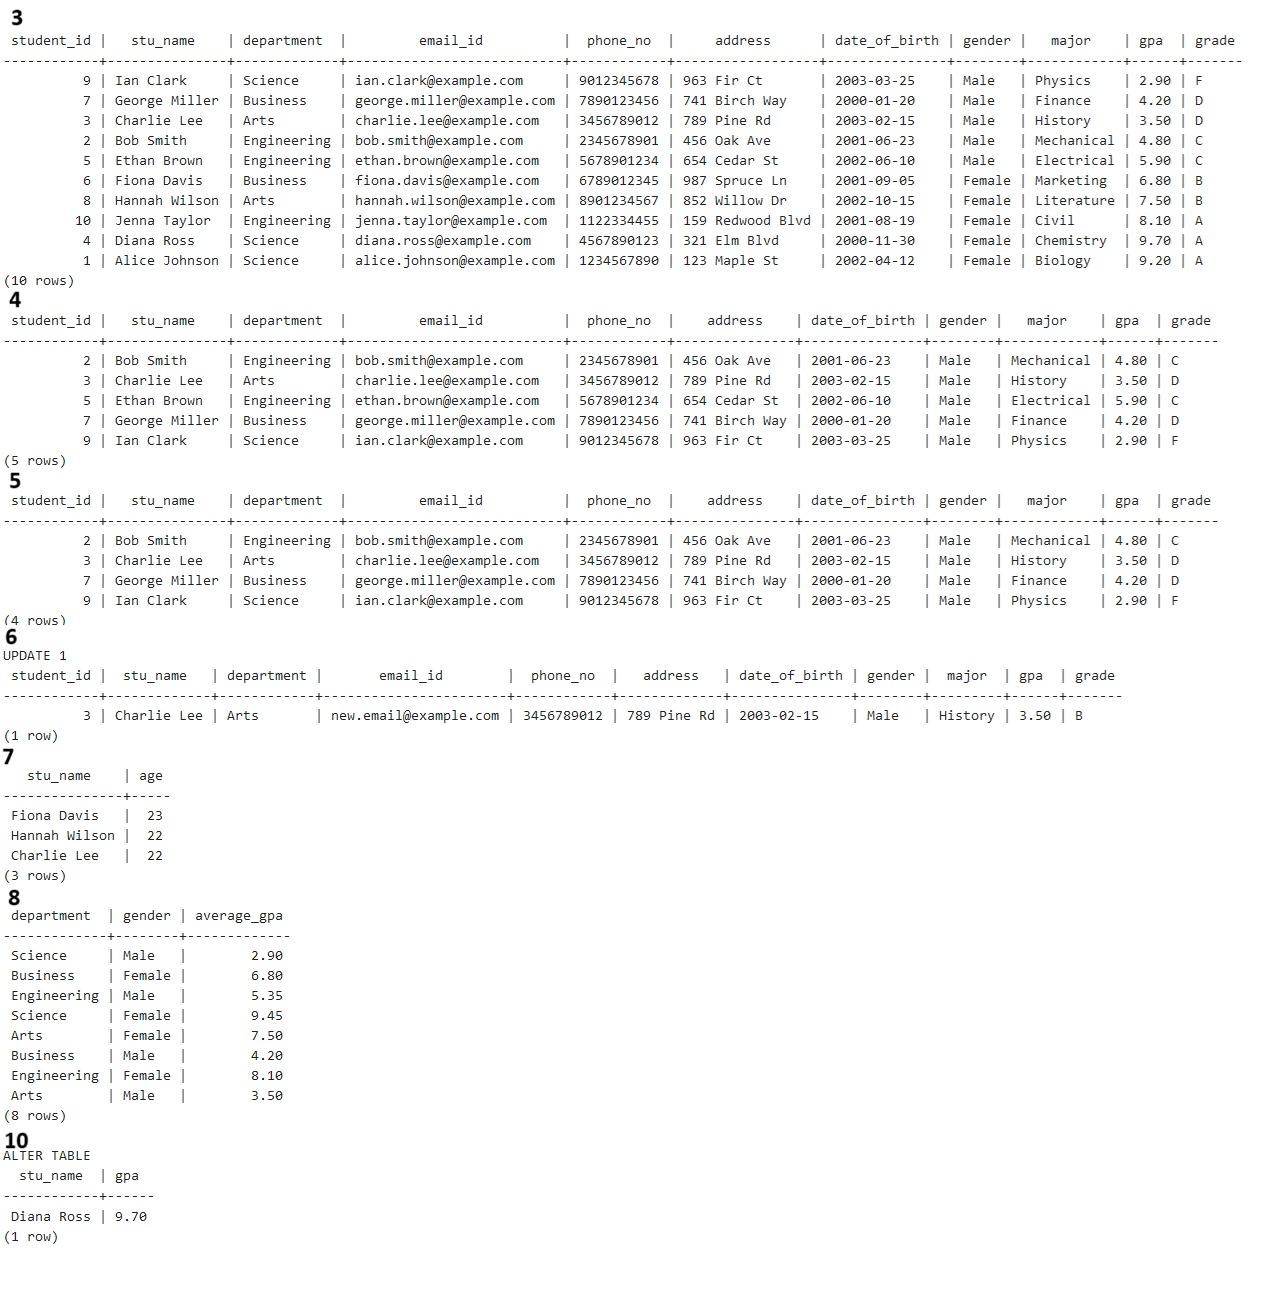 3
 student_id |   stu_name    | department  |         email_id          |  phone_no  |     address      | date_of_birth | gender |   major    | gpa  | grade
------------+---------------+-------------+---------------------------+------------+------------------+---------------+--------+------------+------+-------
          9 | Ian Clark     | Science     | ian.clark@example.com     | 9012345678 | 963 Fir Ct       | 2003-03-25    | Male   | Physics    | 2.90 | F
          7 | George Miller | Business    | george.miller@example.com | 7890123456 | 741 Birch Way    | 2000-01-20    | Male   | Finance    | 4.20 | D
          3 | Charlie Lee   | Arts        | charlie.lee@example.com   | 3456789012 | 789 Pine Rd      | 2003-02-15    | Male   | History    | 3.50 | D
          2 | Bob Smith     | Engineering | bob.smith@example.com     | 2345678901 | 456 Oak Ave      | 2001-06-23    | Male   | Mechanical | 4.80 | C
          5 | Ethan Brown   | Engineering | ethan.brown@example.com   | 5678901234 | 654 Cedar St     | 2002-06-10    | Male   | Electrical | 5.90 | C
          6 | Fiona Davis   | Business    | fiona.davis@example.com   | 6789012345 | 987 Spruce Ln    | 2001-09-05    | Female | Marketing  | 6.80 | B
          8 | Hannah Wilson | Arts        | hannah.wilson@example.com | 8901234567 | 852 Willow Dr    | 2002-10-15    | Female | Literature | 7.50 | B
         10 | Jenna Taylor  | Engineering | jenna.taylor@example.com  | 1122334455 | 159 Redwood Blvd | 2001-08-19    | Female | Civil      | 8.10 | A
          4 | Diana Ross    | Science     | diana.ross@example.com    | 4567890123 | 321 Elm Blvd     | 2000-11-30    | Female | Chemistry  | 9.70 | A
          1 | Alice Johnson | Science     | alice.johnson@example.com | 1234567890 | 123 Maple St     | 2002-04-12    | Female | Biology    | 9.20 | A
(10 rows)
4
 student_id |   stu_name    | department  |         email_id          |  phone_no  |    address    | date_of_birth | gender |   major    | gpa  | grade
------------+---------------+-------------+---------------------------+------------+---------------+---------------+--------+------------+------+-------
          2 | Bob Smith     | Engineering | bob.smith@example.com     | 2345678901 | 456 Oak Ave   | 2001-06-23    | Male   | Mechanical | 4.80 | C
          3 | Charlie Lee   | Arts        | charlie.lee@example.com   | 3456789012 | 789 Pine Rd   | 2003-02-15    | Male   | History    | 3.50 | D
          5 | Ethan Brown   | Engineering | ethan.brown@example.com   | 5678901234 | 654 Cedar St  | 2002-06-10    | Male   | Electrical | 5.90 | C
          7 | George Miller | Business    | george.miller@example.com | 7890123456 | 741 Birch Way | 2000-01-20    | Male   | Finance    | 4.20 | D
          9 | Ian Clark     | Science     | ian.clark@example.com     | 9012345678 | 963 Fir Ct    | 2003-03-25    | Male   | Physics    | 2.90 | F
(5 rows)
5
 student_id |   stu_name    | department  |         email_id          |  phone_no  |    address    | date_of_birth | gender |   major    | gpa  | grade
------------+---------------+-------------+---------------------------+------------+---------------+---------------+--------+------------+------+-------
          2 | Bob Smith     | Engineering | bob.smith@example.com     | 2345678901 | 456 Oak Ave   | 2001-06-23    | Male   | Mechanical | 4.80 | C
          3 | Charlie Lee   | Arts        | charlie.lee@example.com   | 3456789012 | 789 Pine Rd   | 2003-02-15    | Male   | History    | 3.50 | D
          7 | George Miller | Business    | george.miller@example.com | 7890123456 | 741 Birch Way | 2000-01-20    | Male   | Finance    | 4.20 | D
          9 | Ian Clark     | Science     | ian.clark@example.com     | 9012345678 | 963 Fir Ct    | 2003-03-25    | Male   | Physics    | 2.90 | F
(4 rows)
6
UPDATE 1
 student_id |  stu_name   | department |       email_id        |  phone_no  |   address   | date_of_birth | gender |  major  | gpa  | grade
------------+-------------+------------+-----------------------+------------+-------------+---------------+--------+---------+------+-------
          3 | Charlie Lee | Arts       | new.email@example.com | 3456789012 | 789 Pine Rd | 2003-02-15    | Male   | History | 3.50 | B
(1 row)
7
   stu_name    | age
---------------+-----
 Fiona Davis   |  23
 Hannah Wilson |  22
 Charlie Lee   |  22
(3 rows)
8
 department  | gender | average_gpa
-------------+--------+-------------
 Science     | Male   |        2.90
 Business    | Female |        6.80
 Engineering | Male   |        5.35
 Science     | Female |        9.45
 Arts        | Female |        7.50
 Business    | Male   |        4.20
 Engineering | Female |        8.10
 Arts        | Male   |        3.50
(8 rows)
10
ALTER TABLE
  stu_name  | gpa
------------+------
 Diana Ross | 9.70
(1 row)